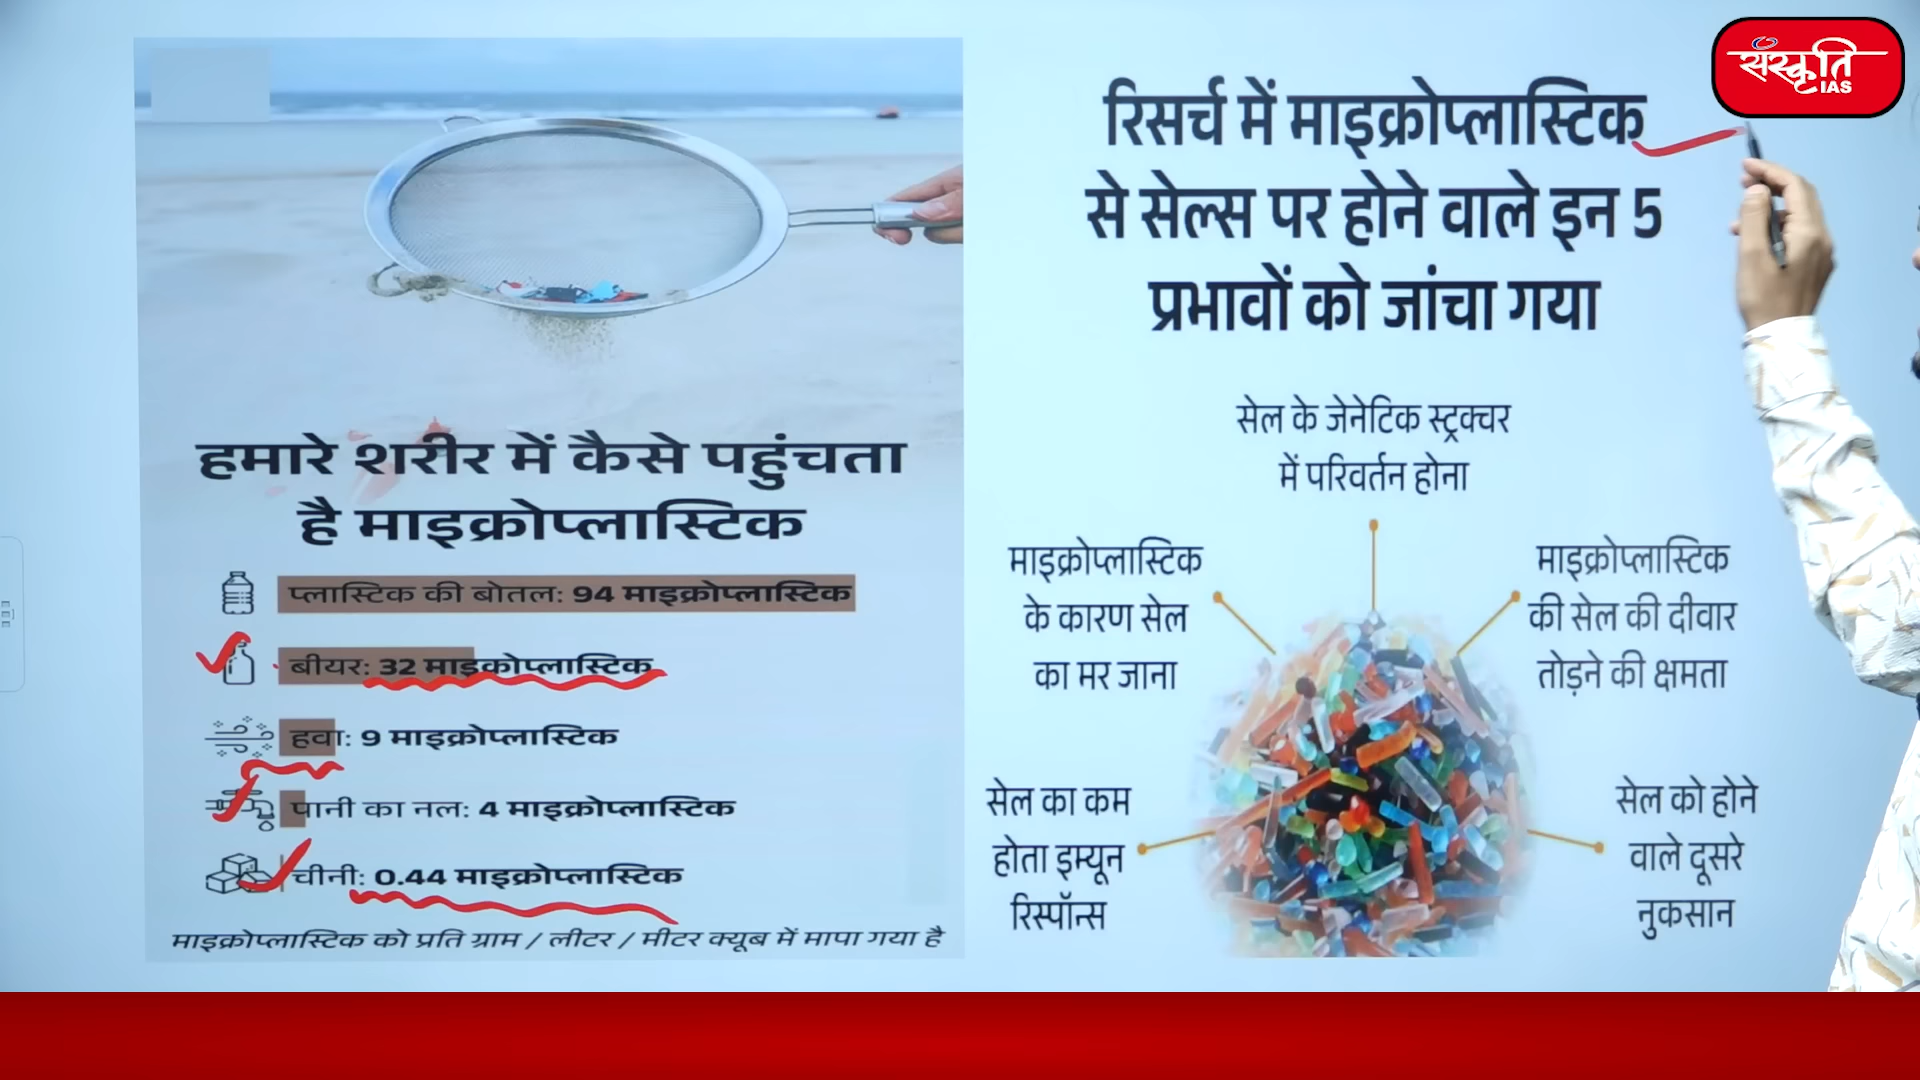 संस्कृति
IAS
हमारे शरीर में कैसे पहुंचता
है माइक्रोप्लास्टिक
प्लास्टिक की बोतल: 94 माइक्रोप्लास्टिक
बीयर: 32 माइक्रोप्लास्टिक
हवा: 9 माइक्रोप्लास्टिक
पानी का नल: 4 माइक्रोप्लास्टिक
चीनी: 0.44 माइक्रोप्लास्टिक
माइक्रोप्लास्टिक को प्रति ग्राम / लीटर / मीटर क्यूब में मापा गया है
रिसर्च में माइक्रोप्लास्टिक
से सेल्स पर होने वाले इन 5
प्रभावों को जांचा गया
सेल के जेनेटिक स्ट्रक्चर
में परिवर्तन होना
माइक्रोप्लास्टिक
के कारण सेल
का मर जाना
माइक्रोप्लास्टिक
की सेल की दीवार
तोड़ने की क्षमता
सेल का कम
होता इम्यून
रिस्पॉन्स
सेल को होने
वाले दूसरे
नुकसान